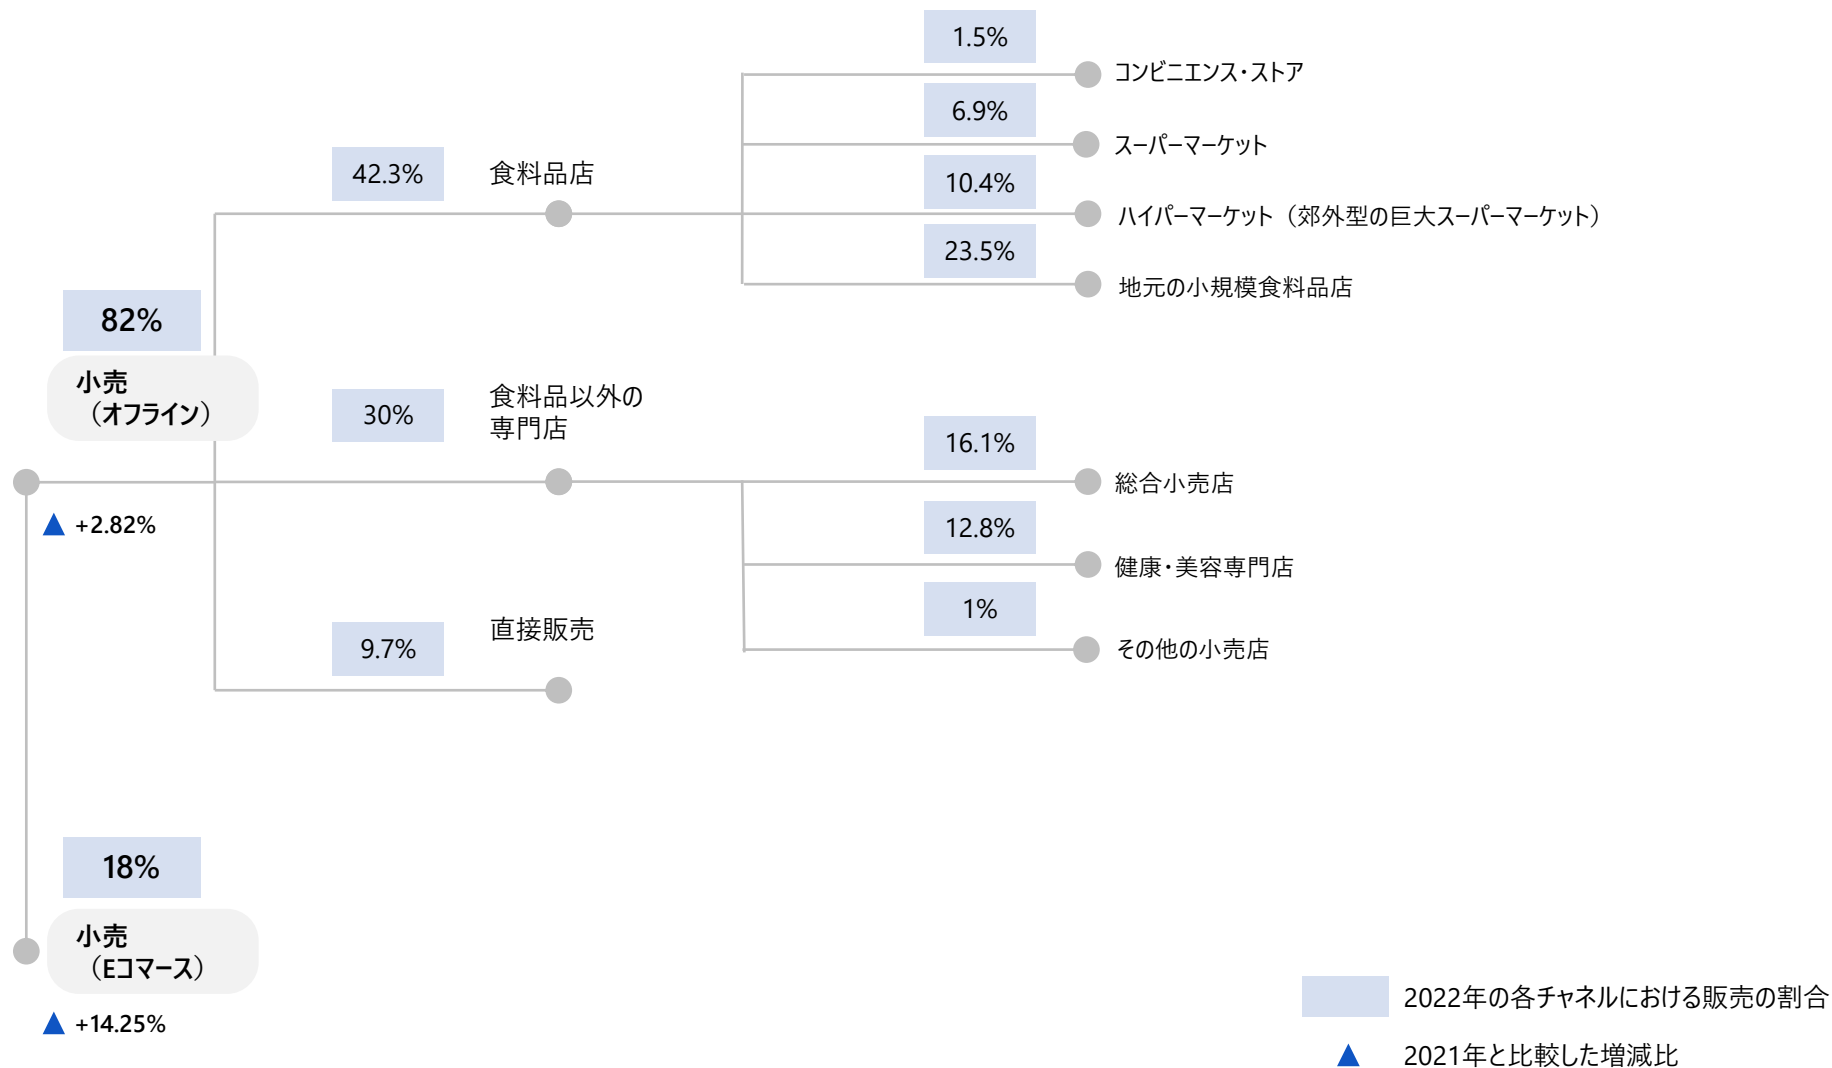 1.5%
コンビニエンス・ストア
6.9%
スーパーマーケット
42.3%
食料品店
10.4%
ハイパーマーケット（郊外型の巨大スーパーマーケット）
23.5%
地元の小規模食料品店
82%
小売
（オフライン）
30%
食料品以外の
専門店
16.1%
総合小売店
+2.82%
12.8%
健康・美容専門店
1%
その他の小売店
9.7%
直接販売
18%
小売
（Eコマース）
+14.25%
2022年の各チャネルにおける販売の割合
2021年と比較した増減比